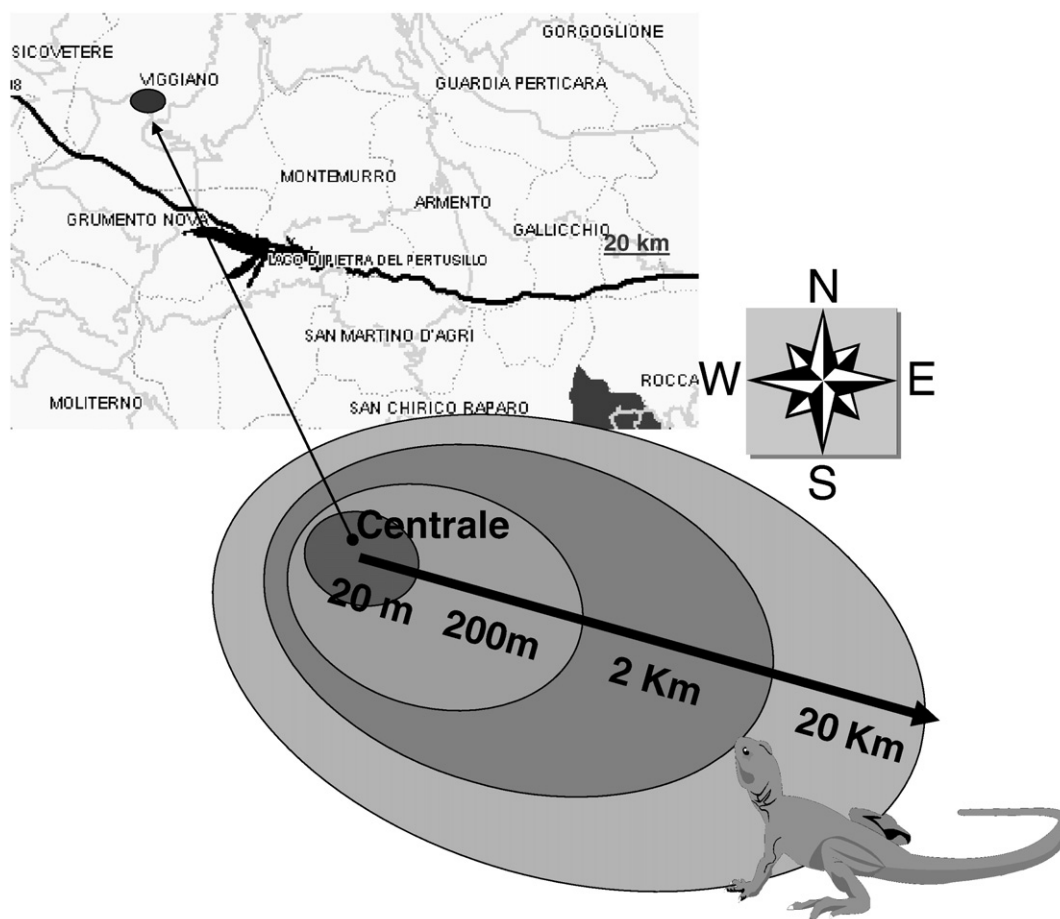 GORGOGLIONE
SICOVETERE
VIGGIANO
GUARDIA PERTICARA
MONTEMURRO
ARMENTO
GRUMENTO NOVA
GALLICCHIO
20 km
LAGO DI PIETRA DEL PERTUSILLO
SAN MARTINO D'AGRI
ROCCA
MOLITERNO
SAN CHIRICO RAPARO
N
W
E
S
Centrale
20 m
200m
2 Km
20 Km